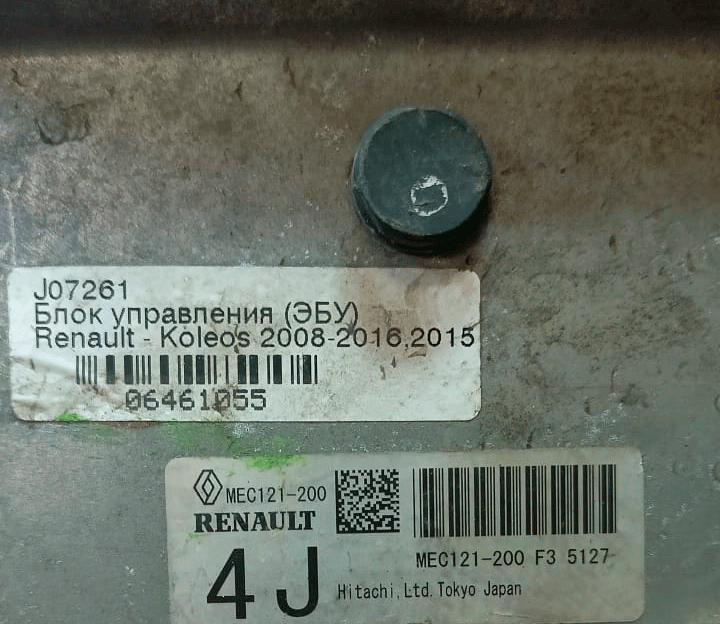 J07261
Блок управления (ЭБУ)
Renault - Koleos 2008-2016,2015
06461055
MEC121-200
RENAULT
MEC121-200 F3 5127
4J
Hitachi,Ltd.Tokyo Japan